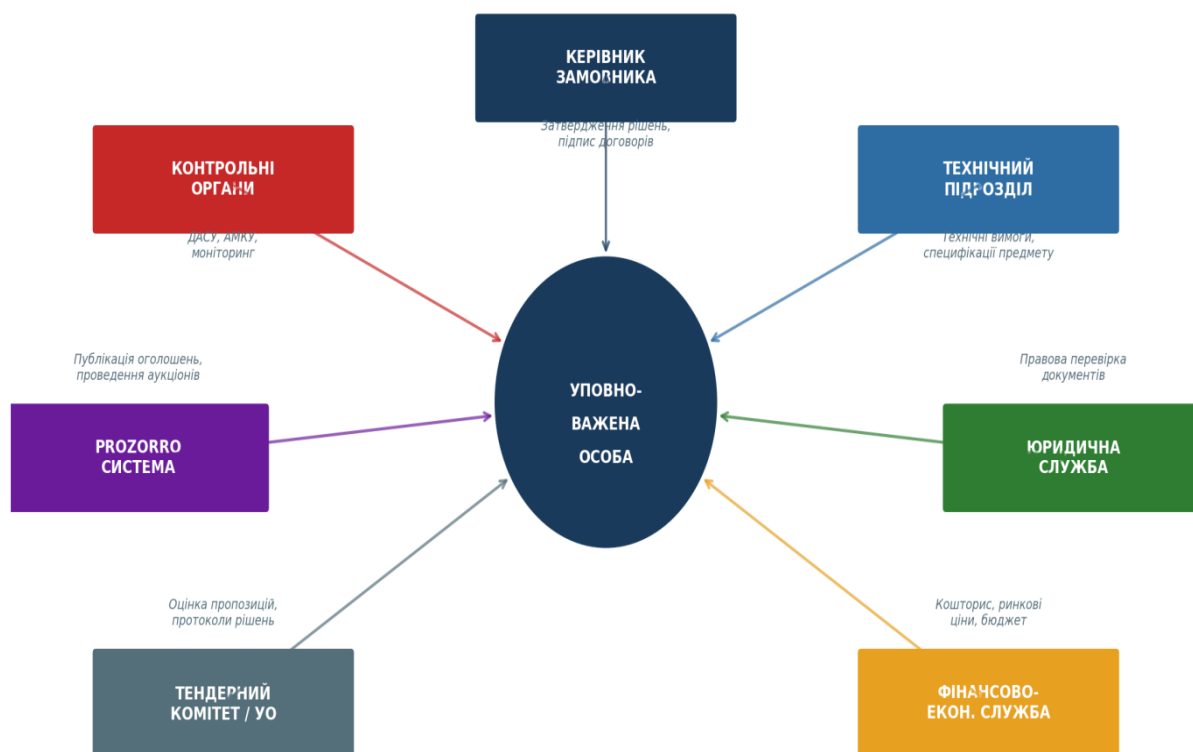 КЕРІВНИК
ЗАМОВНИКА
Затвердження рішень,
підпис договорів
КОНТРОЛЬНІ
ОРГАНИ
ДАСУ, АМКУ,
моніторинг
ТЕХНІЧНИЙ
ПІДРОЗДІЛ
Технічні вимоги,
специфікації предмету
УПОВНО-
ВАЖЕНА
ОСОБА
Публікація оголошень,
проведення аукціонів
PROZORRO
СИСТЕМА
Правова перевірка
документів
ЮРИДИЧНА
СЛУЖБА
Оцінка пропозицій,
протоколи рішень
ТЕНДЕРНИЙ
КОМІТЕТ / УО
Кошторис, ринкові
ціни, бюджет
ФІНАНСОВО-
ЕКОН. СЛУЖБА